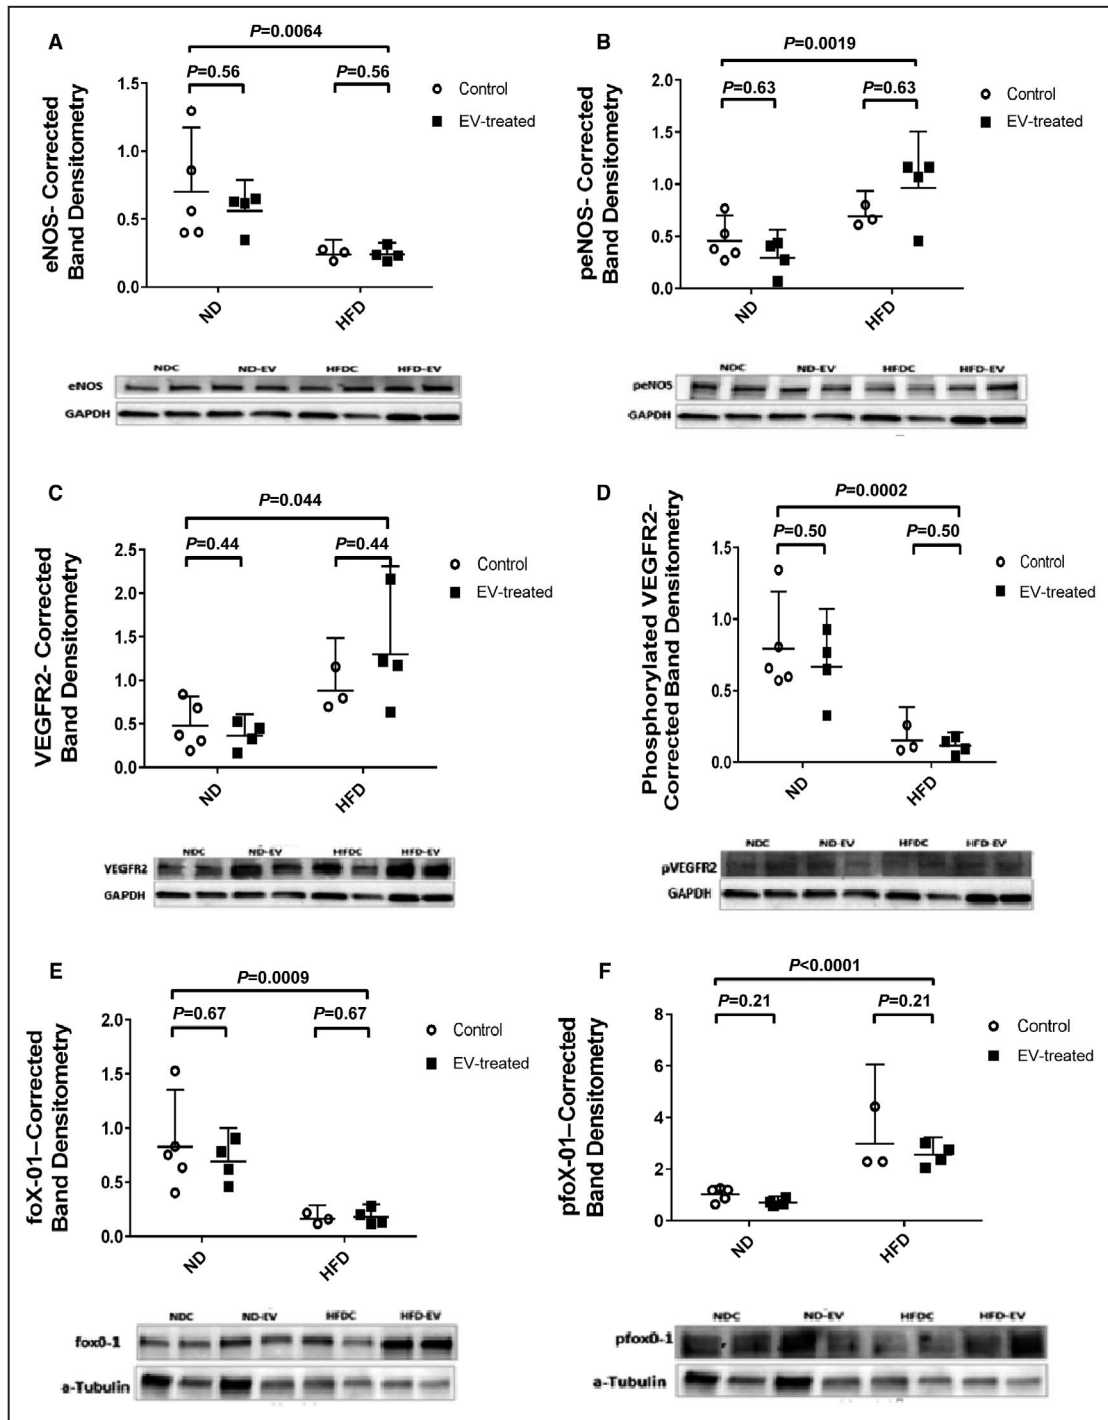 A
P=0.0064
P=0.56
P=0.56
eNOS- Corrected
Band Densitometry
1.5
1.0
0.5
0.0
ND
HFD
Control
EV-treated
NDC ND-EV HFDC HFD-EV
eNOS
GAPDH
B
P=0.0019
P=0.63
P=0.63
peNOS- Corrected
Band Densitometry
2.0
1.5
1.0
0.5
0.0
ND
HFD
Control
EV-treated
NDC ND-EV HFDC HFD-EV
peNOS
GAPDH
C
P=0.044
P=0.44
P=0.44
VEGFR2- Corrected
Band Densitometry
2.5
2.0
1.5
1.0
0.5
0.0
ND
HFD
Control
EV-treated
NDC ND-EV HFDC HFD-EV
VEGFR2
GAPDH
D
P=0.0002
P=0.50
P=0.50
Phosphorylated VEGFR2-
Corrected Band Densitometry
1.5
1.0
0.5
0.0
ND
HFD
Control
EV-treated
NDC ND-EV HFDC HFD-EV
pVEGFR2
GAPDH
E
P=0.0009
P=0.67
P=0.67
foX-01–Corrected
Band Densitometry
2.0
1.5
1.0
0.5
0.0
ND
HFD
Control
EV-treated
NDC ND-EV HFDC HFD-EV
fox0-1
a-Tubulin
F
P<0.0001
P=0.21
P=0.21
pfoX-01–Corrected
Band Densitometry
8
6
4
2
0
ND
HFD
Control
EV-treated
NDC ND-EV HFDC HFD-EV
pfox0-1
a-Tubulin